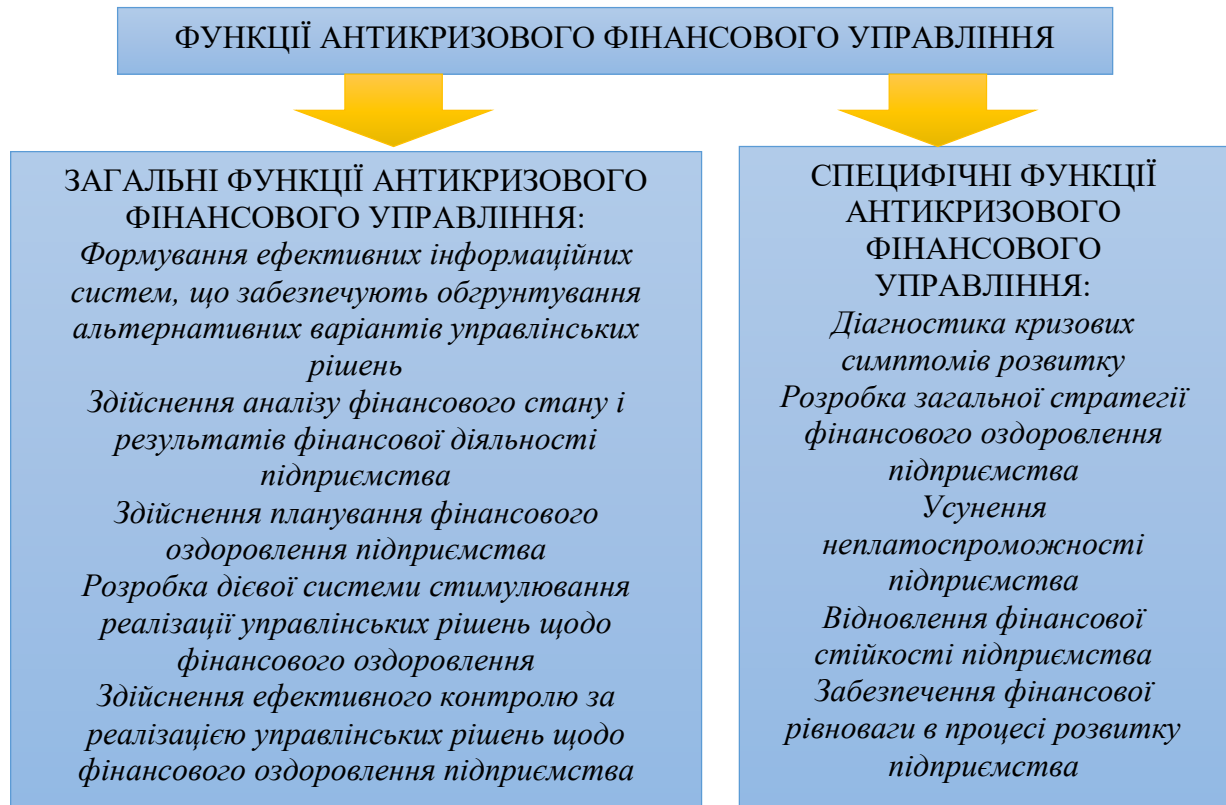 ФУНКЦІЇ АНТИКРИЗОВОГО ФІНАНСОВОГО УПРАВЛІННЯ
ЗАГАЛЬНІ ФУНКЦІЇ АНТИКРИЗОВОГО
ФІНАНСОВОГО УПРАВЛІННЯ:
Формування ефективних інформаційних
систем, що забезпечують обгрунтування
альтернативних варіантів управлінських
рішень
Здійснення аналізу фінансового стану і
результатів фінансової діяльності
підприємства
Здійснення планування фінансового
оздоровлення підприємства
Розробка дієвої системи стимулювання
реалізації управлінських рішень щодо
фінансового оздоровлення
Здійснення ефективного контролю за
реалізацією управлінських рішень щодо
фінансового оздоровлення підприємства
СПЕЦИФІЧНІ ФУНКЦІЇ
АНТИКРИЗОВОГО
ФІНАНСОВОГО
УПРАВЛІННЯ:
Діагностика кризових
симптомів розвитку
Розробка загальної стратегії
фінансового оздоровлення
підприємства
Усунення
неплатоспроможності
підприємства
Відновлення фінансової
стійкості підприємства
Забезпечення фінансової
рівноваги в процесі розвитку
підприємства